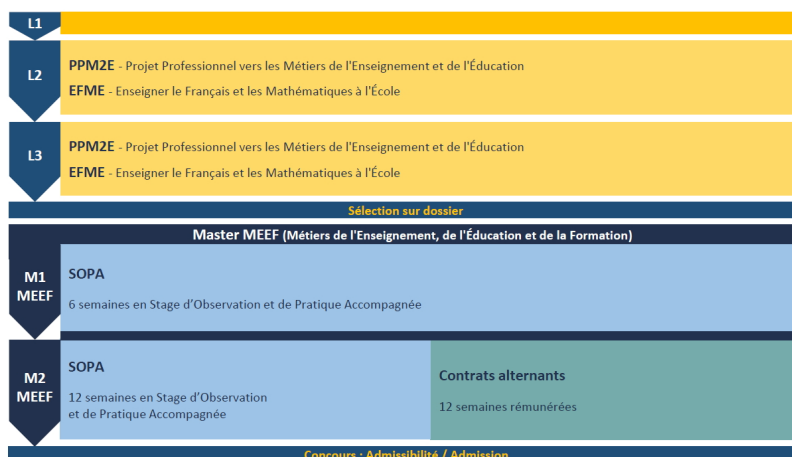 L1
L2
PPM2E - Projet Professionnel vers les Métiers de l'Enseignement et de l'Éducation
EFME - Enseigner le Français et les Mathématiques à l'École
L3
PPM2E - Projet Professionnel vers les Métiers de l'Enseignement et de l'Éducation
EFME - Enseigner le Français et les Mathématiques à l'École
Sélection sur dossier
Master MEEF (Métiers de l'Enseignement, de l'Éducation et de la Formation)
M1
MEEF
SOPA
6 semaines en Stage d'Observation et de Pratique Accompagnée
M2
MEEF
SOPA
12 semaines en Stage d'Observation
et de Pratique Accompagnée
Contrats alternants
12 semaines rémunérées
Concours : Admissibilité / Admission